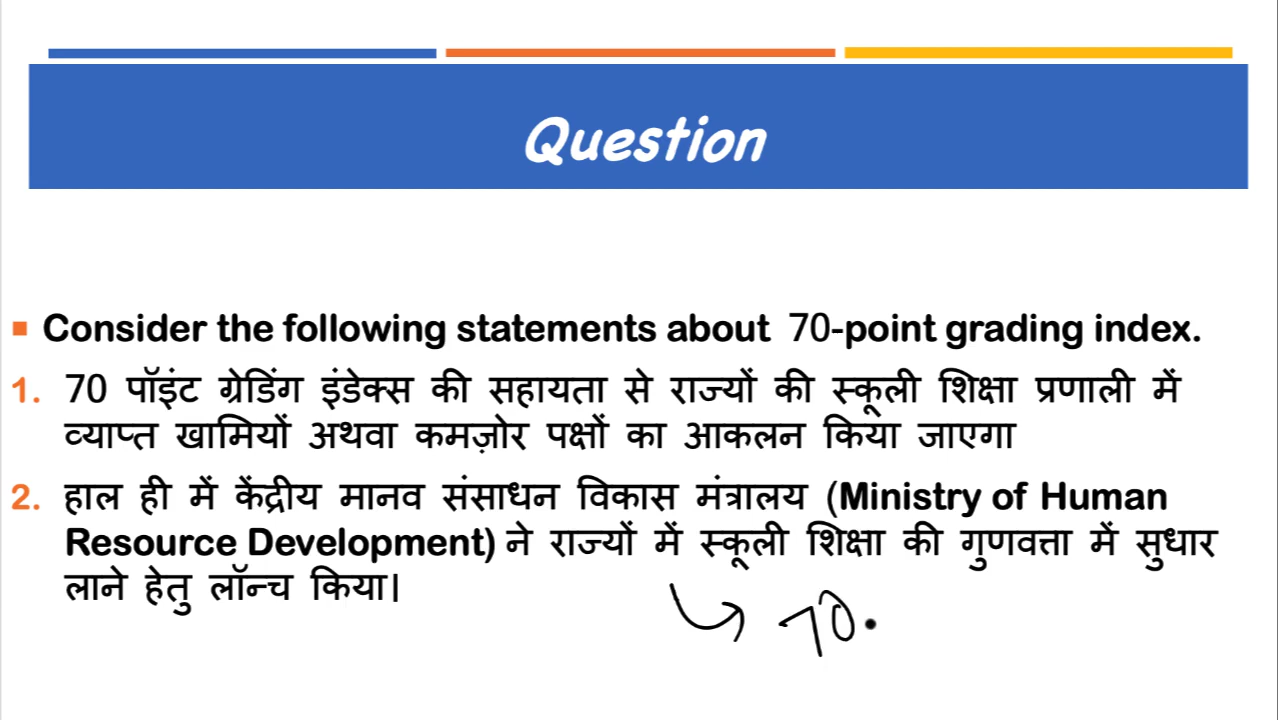 Question
Consider the following statements about 70-point grading index.
1. 70 पॉइंट ग्रेडिंग इंडेक्स की सहायता से राज्यों की स्कूली शिक्षा प्रणाली में
व्याप्त खामियों अथवा कमज़ोर पक्षों का आकलन किया जाएगा
2. हाल ही में केंद्रीय मानव संसाधन विकास मंत्रालय (Ministry of Human
Resource Development) ने राज्यों में स्कूली शिक्षा की गुणवत्ता में सुधार
लाने हेतु लॉन्च किया।
70.